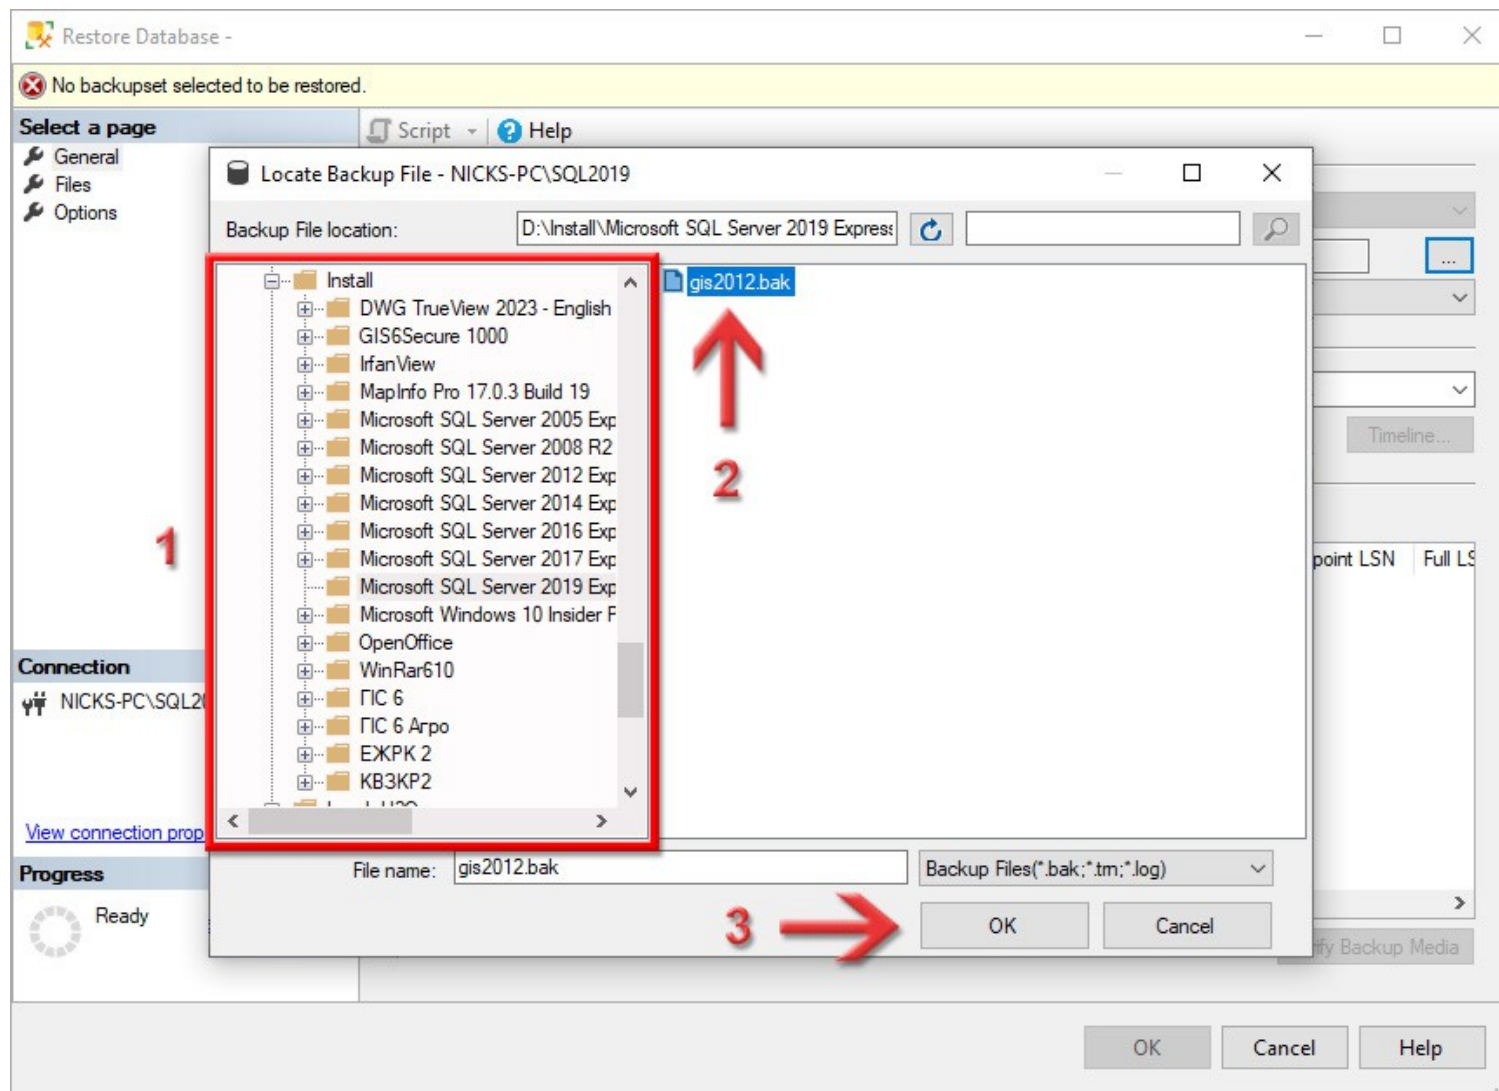 Restore Database -
No backupset selected to be restored.
Select a page
General
Files
Options
Script
Help
Locate Backup File - NICKS-PC\SQL2019
Backup File location:
D:\Install\Microsoft SQL Server 2019 Express
Install
DWG TrueView 2023 - English
GIS6Secure 1000
IrfanView
MapInfo Pro 17.0.3 Build 19
Microsoft SQL Server 2005 Exp
Microsoft SQL Server 2008 R2
Microsoft SQL Server 2012 Exp
Microsoft SQL Server 2014 Exp
Microsoft SQL Server 2016 Exp
Microsoft SQL Server 2017 Exp
Microsoft SQL Server 2019 Exp
Microsoft Windows 10 Insider P
OpenOffice
WinRar610
ГІС 6
ГІС 6 Агро
ЕЖРК 2
КВЗКР2
gis2012.bak
1
2
...
Timeline...
point LSN
Full LS
Connection
NICKS-PC\SQL20
View connection prop
Progress
Ready
File name:
gis2012.bak
Backup Files(*.bak;*.trn;*.log)
3
OK
Cancel
ify Backup Media
OK
Cancel
Help